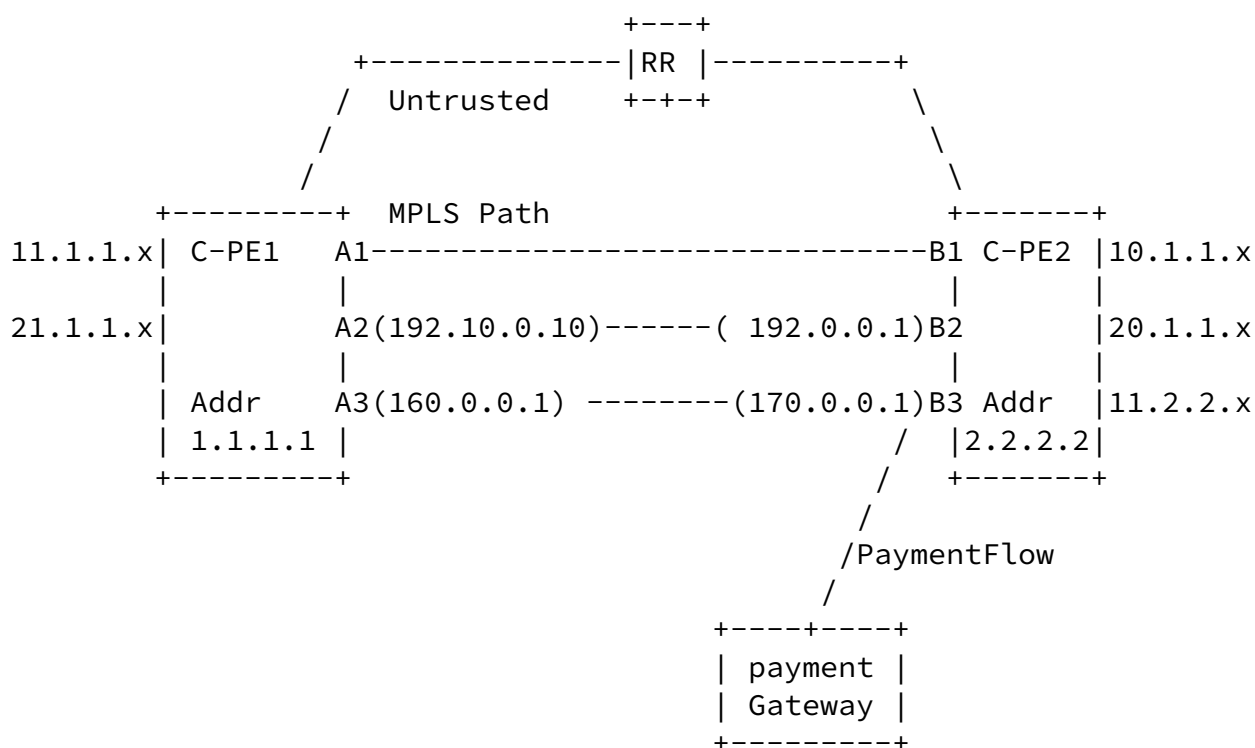 RR
Untrusted
MPLS Path
11.1.1.x C-PE1 A1 B1 C-PE2 10.1.1.x
21.1.1.x A2(192.10.0.10) ( 192.0.0.1)B2 20.1.1.x
Addr A3(160.0.0.1) (170.0.0.1)B3 Addr 11.2.2.x
1.1.1.1 2.2.2.2
PaymentFlow
payment
Gateway